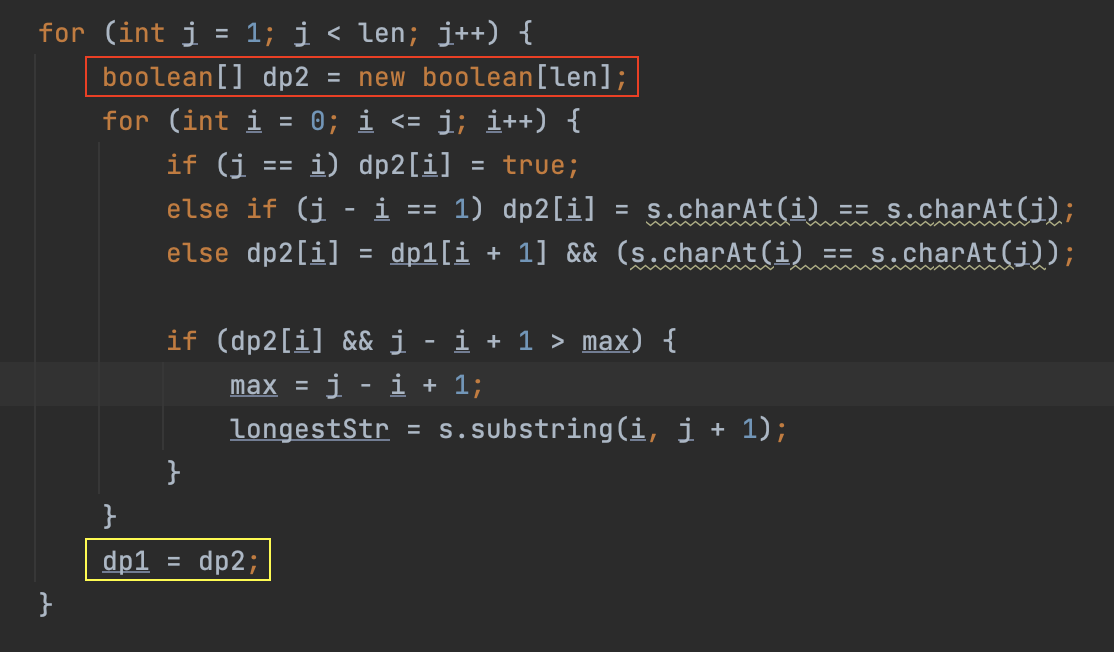 for (int j = 1; j < len; j++) {
boolean[] dp2 = new boolean[len];
for (int i = 0; i <= j; i++) {
if (j == i) dp2[i] = true;
else if (j - i == 1) dp2[i] = s.charAt(i) == s.charAt(j);
else dp2[i] = dp1[i + 1] && (s.charAt(i) == s.charAt(j));
if (dp2[i] && j - i + 1 > max) {
max = j - i + 1;
longestStr = s.substring(i, j + 1);
}
}
dp1 = dp2;
}